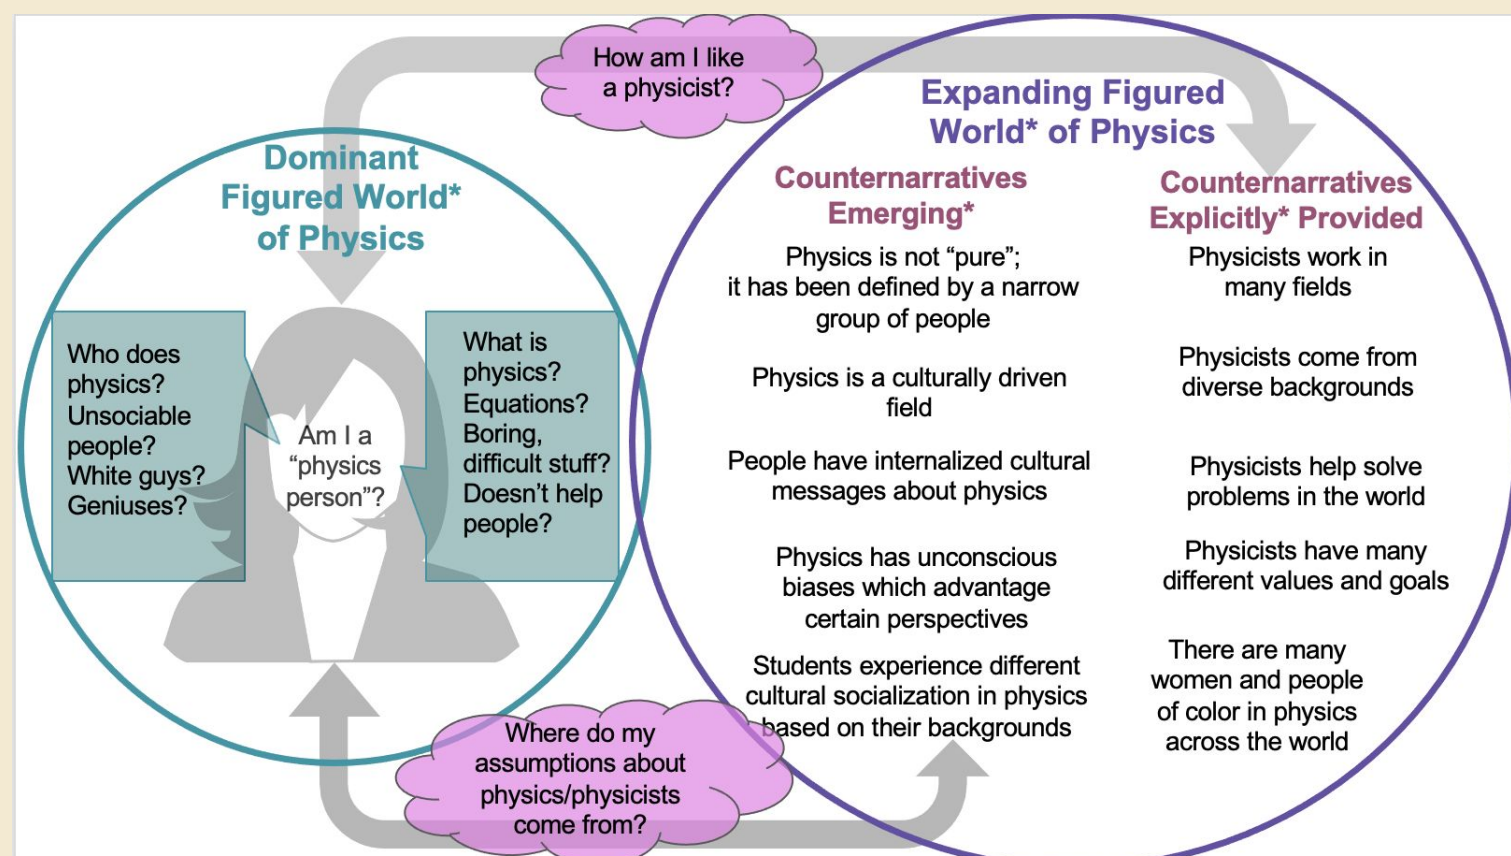 How am I like
a physicist?
Dominant
Figured World*
of Physics
Who does
physics?
Unsociable
people?
White guys?
Geniuses?
Am I a
“physics
person”?
What is
physics?
Equations?
Boring,
difficult stuff?
Doesn’t help
people?
Expanding Figured
World* of Physics
Counternarratives
Emerging*
Physics is not “pure”;
it has been defined by a narrow
group of people
Physics is a culturally driven
field
People have internalized cultural
messages about physics
Physics has unconscious
biases which advantage
certain perspectives
Students experience different
cultural socialization in physics
based on their backgrounds
Counternarratives
Explicitly* Provided
Physicists work in
many fields
Physicists come from
diverse backgrounds
Physicists help solve
problems in the world
Physicists have many
different values and goals
There are many
women and people
of color in physics
across the world
Where do my
assumptions about
physics/physicists
come from?